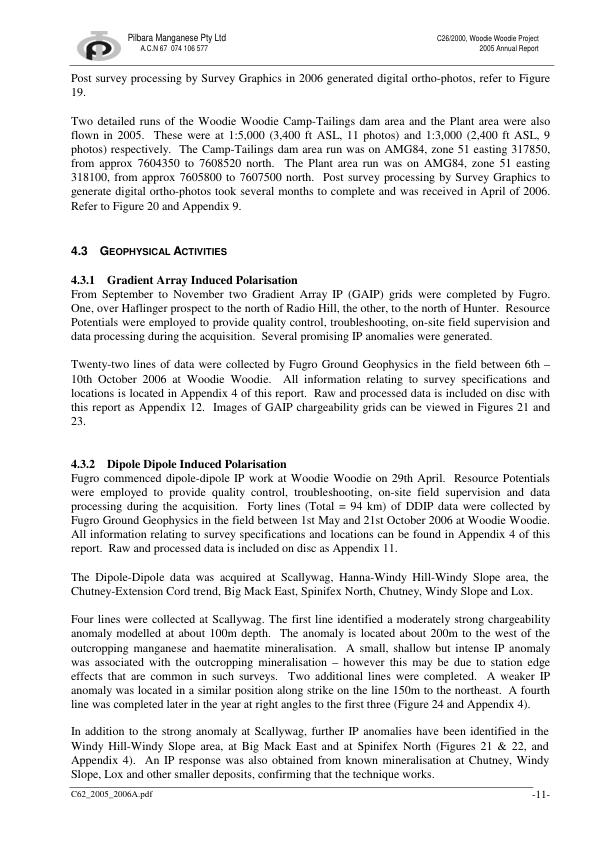 Pilbara Manganese Pty Ltd
A.C.N 67 074 106 577
C26/2000, Woodie Woodie Project
2005 Annual Report
Post survey processing by Survey Graphics in 2006 generated digital ortho-photos, refer to Figure
19.
Two detailed runs of the Woodie Woodie Camp-Tailings dam area and the Plant area were also
flown in 2005. These were at 1:5,000 (3,400 ft ASL, 11 photos) and 1:3,000 (2,400 ft ASL, 9
photos) respectively. The Camp-Tailings dam area run was on AMG84, zone 51 easting 317850,
from approx 7604350 to 7608520 north. The Plant area run was on AMG84, zone 51 easting
318100, from approx 7605800 to 7607500 north. Post survey processing by Survey Graphics to
generate digital ortho-photos took several months to complete and was received in April of 2006.
Refer to Figure 20 and Appendix 9.
4.3 GEOPHYSICAL ACTIVITIES
4.3.1 Gradient Array Induced Polarisation
From September to November two Gradient Array IP (GAIP) grids were completed by Fugro.
One, over Haflinger prospect to the north of Radio Hill, the other, to the north of Hunter. Resource
Potentials were employed to provide quality control, troubleshooting, on-site field supervision and
data processing during the acquisition. Several promising IP anomalies were generated.
Twenty-two lines of data were collected by Fugro Ground Geophysics in the field between 6th –
10th October 2006 at Woodie Woodie. All information relating to survey specifications and
locations is located in Appendix 4 of this report. Raw and processed data is included on disc with
this report as Appendix 12. Images of GAIP chargeability grids can be viewed in Figures 21 and
23.
4.3.2 Dipole Dipole Induced Polarisation
Fugro commenced dipole-dipole IP work at Woodie Woodie on 29th April. Resource Potentials
were employed to provide quality control, troubleshooting, on-site field supervision and data
processing during the acquisition. Forty lines (Total = 94 km) of DDIP data were collected by
Fugro Ground Geophysics in the field between 1st May and 21st October 2006 at Woodie Woodie.
All information relating to survey specifications and locations can be found in Appendix 4 of this
report. Raw and processed data is included on disc as Appendix 11.
The Dipole-Dipole data was acquired at Scallywag, Hanna-Windy Hill-Windy Slope area, the
Chutney-Extension Cord trend, Big Mack East, Spinifex North, Chutney, Windy Slope and Lox.
Four lines were collected at Scallywag. The first line identified a moderately strong chargeability
anomaly modelled at about 100m depth. The anomaly is located about 200m to the west of the
outcropping manganese and haematite mineralisation. A small, shallow but intense IP anomaly
was associated with the outcropping mineralisation – however this may be due to station edge
effects that are common in such surveys. Two additional lines were completed. A weaker IP
anomaly was located in a similar position along strike on the line 150m to the northeast. A fourth
line was completed later in the year at right angles to the first three (Figure 24 and Appendix 4).
In addition to the strong anomaly at Scallywag, further IP anomalies have been identified in the
Windy Hill-Windy Slope area, at Big Mack East and at Spinifex North (Figures 21 & 22, and
Appendix 4). An IP response was also obtained from known mineralisation at Chutney, Windy
Slope, Lox and other smaller deposits, confirming that the technique works.
C62_2005_2006A.pdf
-11-